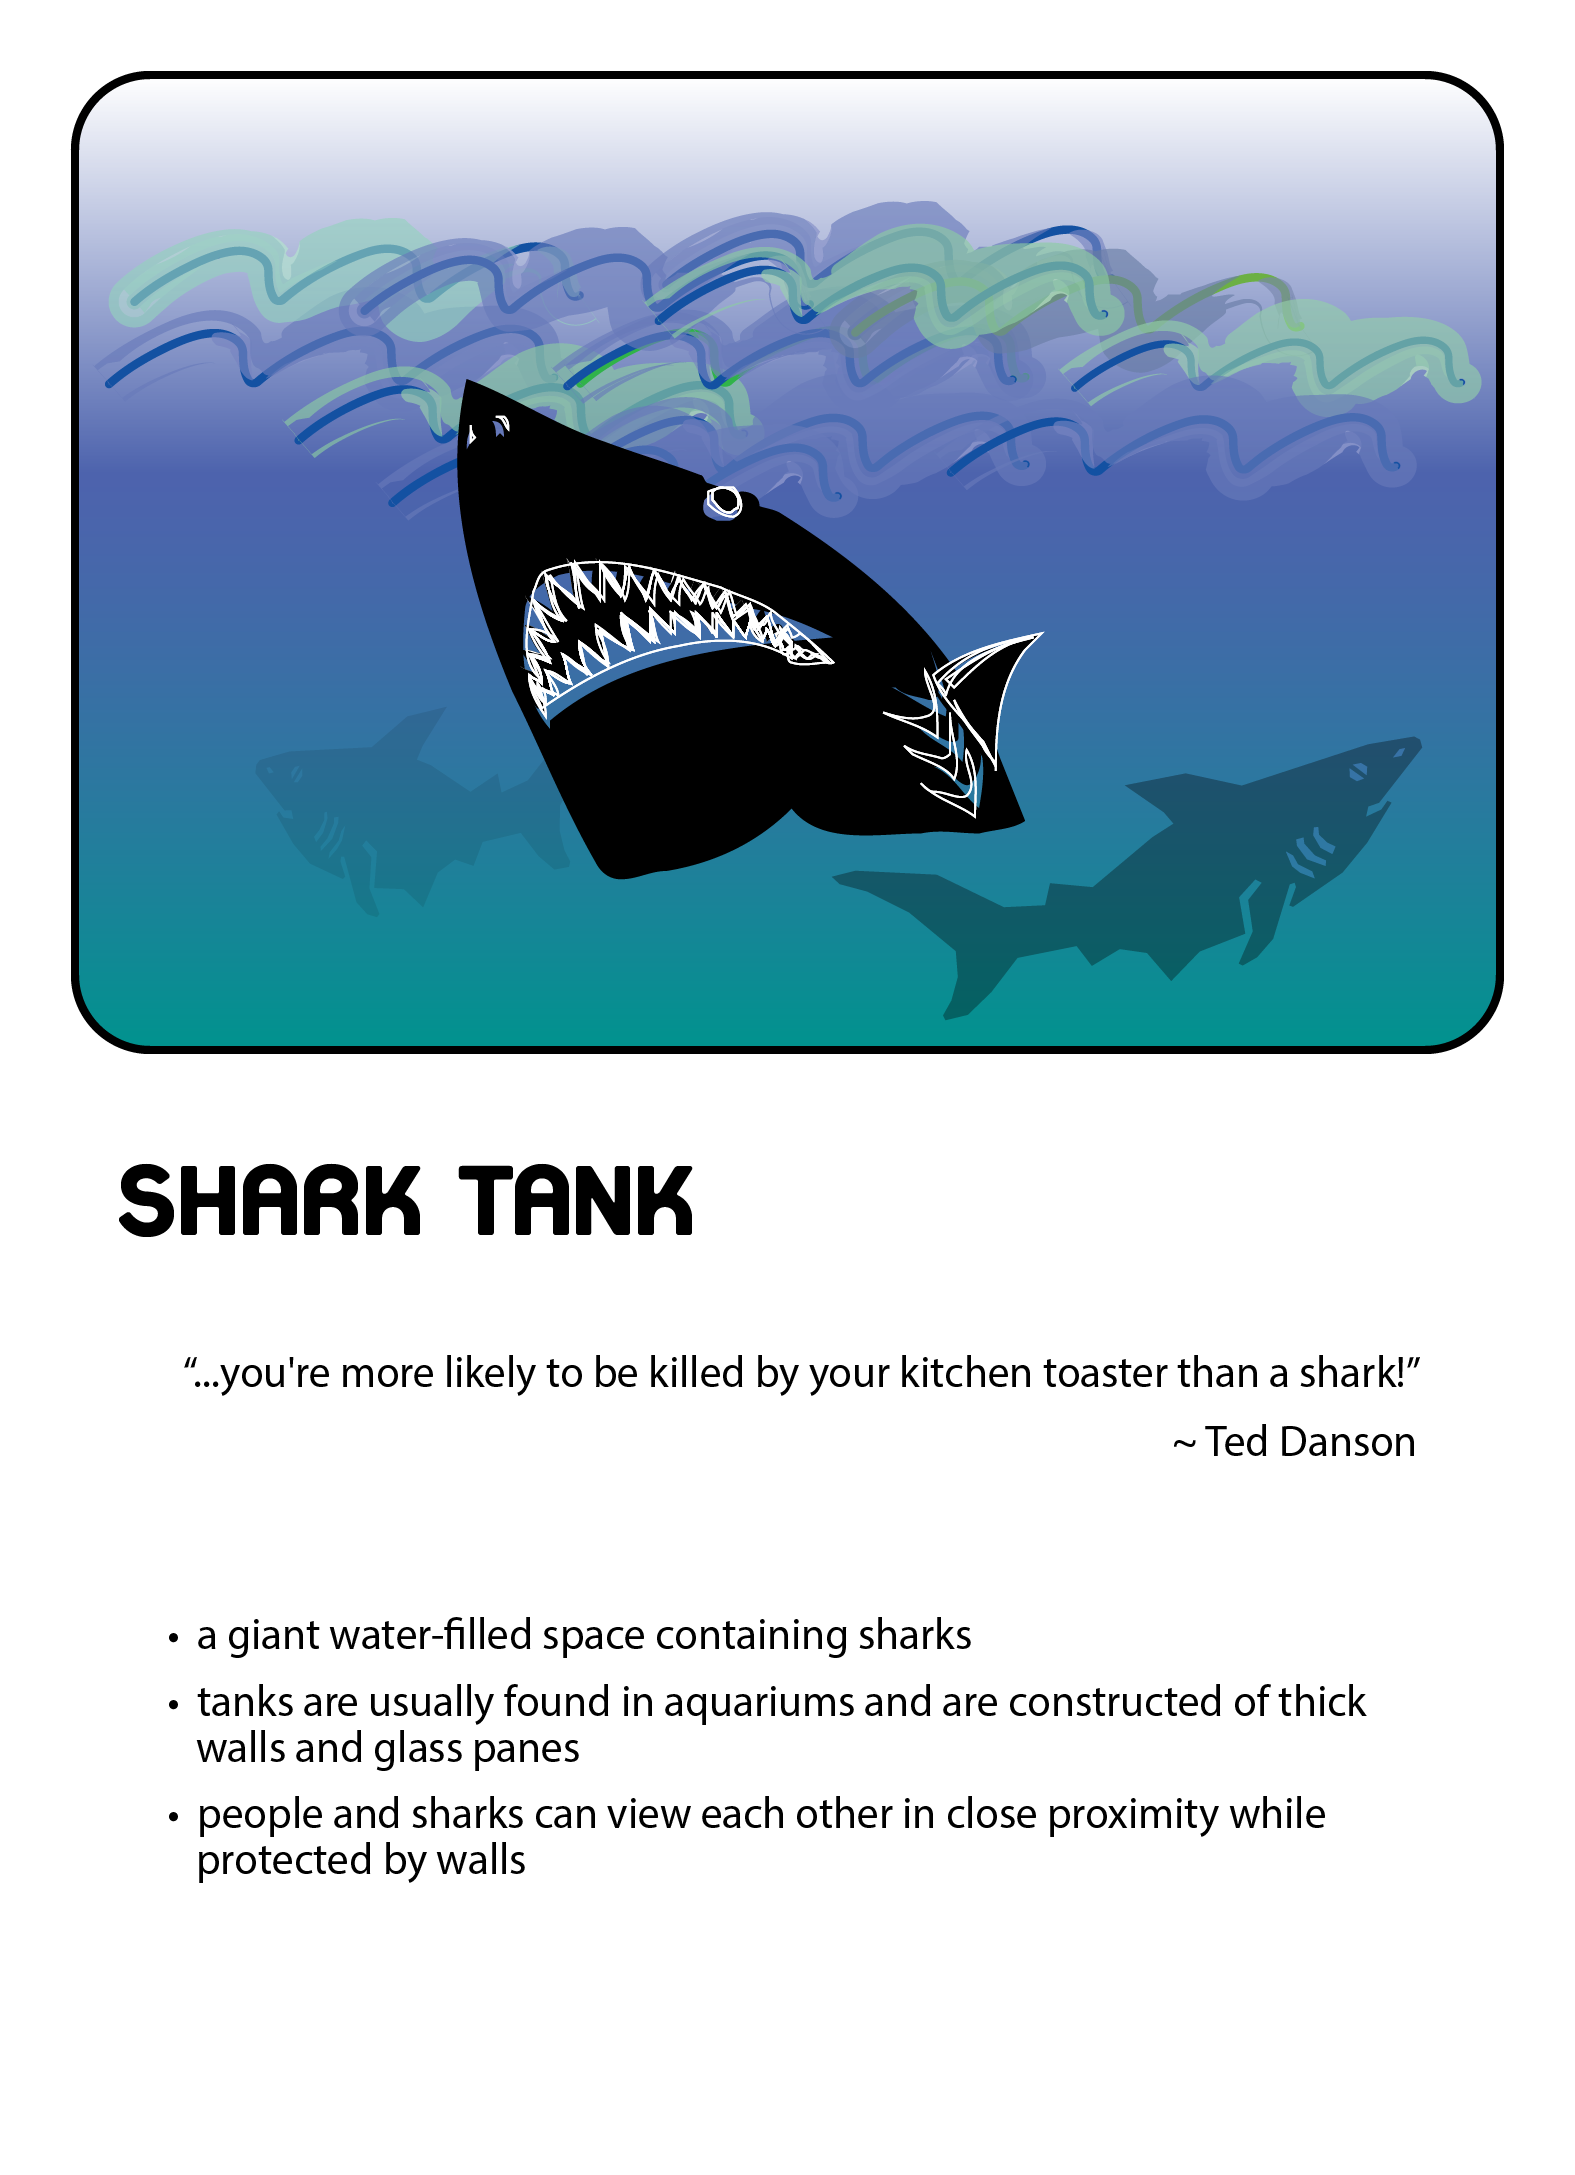 SHARK TANK
“...you're more likely to be killed by your kitchen toaster than a shark!”
~ Ted Danson
• a giant water-filled space containing sharks
• tanks are usually found in aquariums and are constructed of thick
walls and glass panes
• people and sharks can view each other in close proximity while
protected by walls